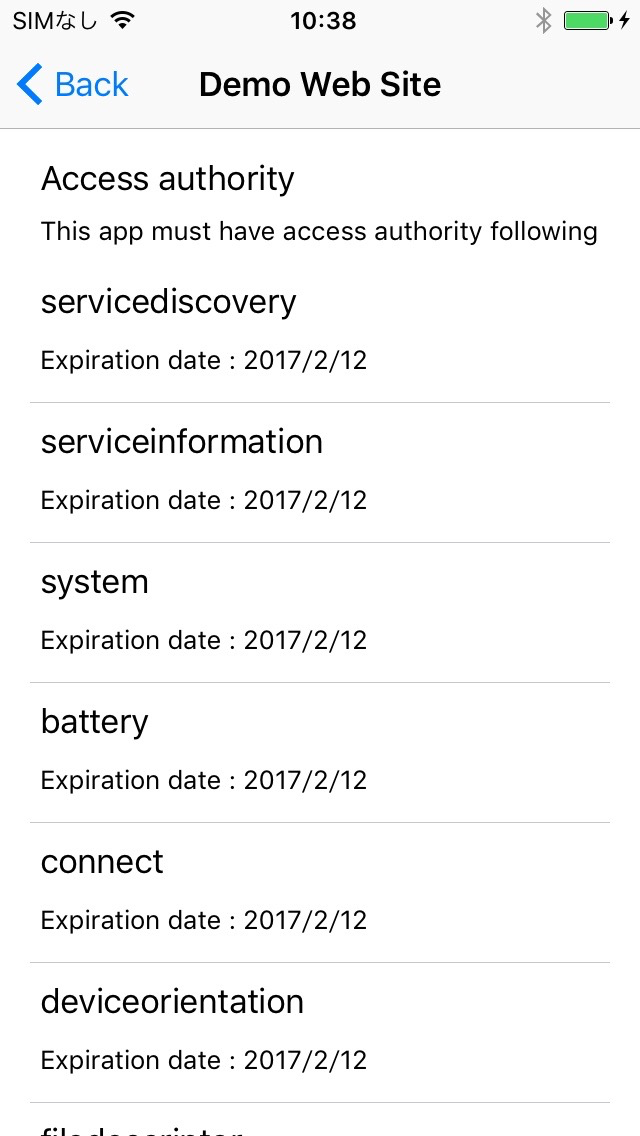 SIMなし 10:38
Back Demo Web Site
Access authority
This app must have access authority following
servicediscovery
Expiration date : 2017/2/12
serviceinformation
Expiration date : 2017/2/12
system
Expiration date : 2017/2/12
battery
Expiration date : 2017/2/12
connect
Expiration date : 2017/2/12
deviceorientation
Expiration date : 2017/2/12